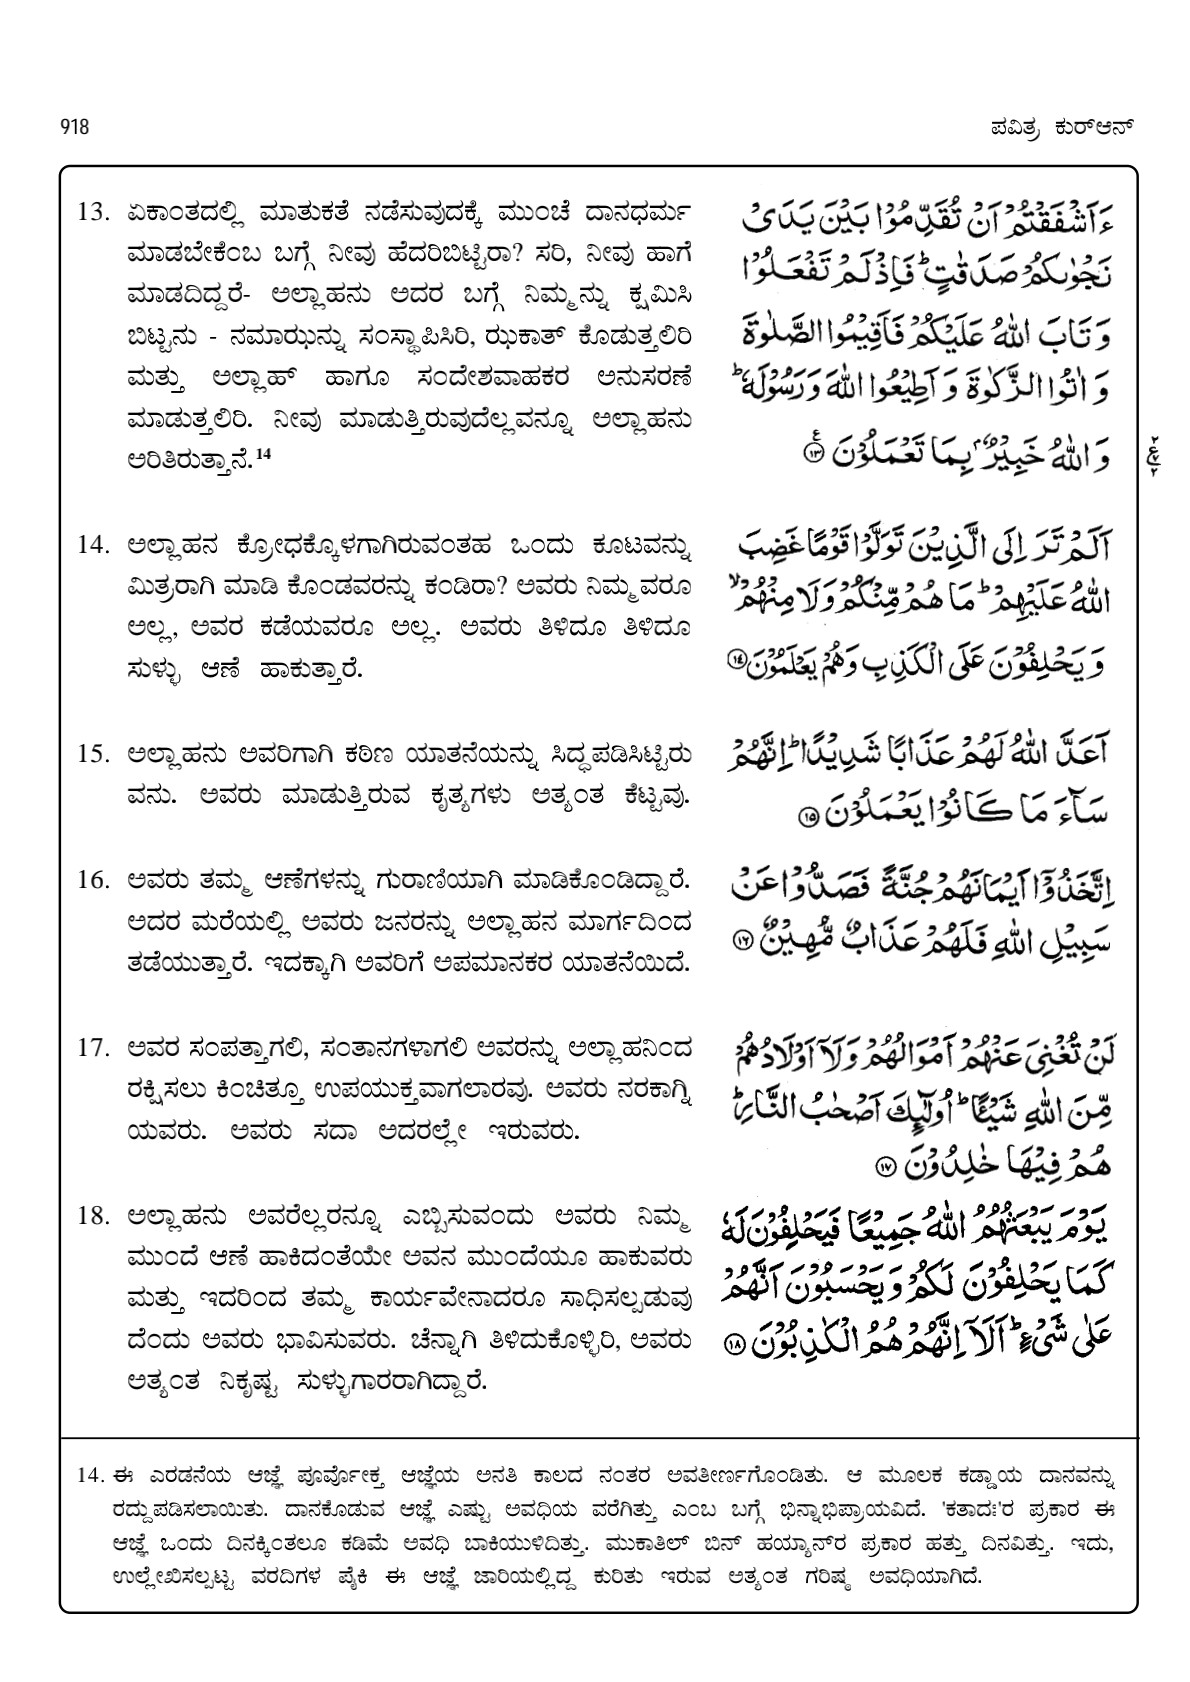 918
ಪವಿತ್ರ ಕುರ್‌ಆನ್
13. ಏಕಾಂತದಲ್ಲಿ ಮಾತುಕತೆ ನಡೆಸುವುದಕ್ಕೆ ಮುಂಚೆ ದಾನಧರ್ಮ
ಮಾಡಬೇಕೆಂಬ ಬಗ್ಗೆ ನೀವು ಹೆದರಿಬಿಟ್ಟಿರಾ? ಸರಿ, ನೀವು ಹಾಗೆ
ಮಾಡದಿದ್ದರೆ- ಅಲ್ಲಾಹನು ಅದರ ಬಗ್ಗೆ ನಿಮ್ಮನ್ನು ಕ್ಷಮಿಸಿ
ಬಿಟ್ಟನು - ನಮಾಝನ್ನು ಸಂಸ್ಥಾಪಿಸಿರಿ, ಝಕಾತ್ ಕೊಡುತ್ತಲಿರಿ
ಮತ್ತು ಅಲ್ಲಾಹ್ ಹಾಗೂ ಸಂದೇಶವಾಹಕರ ಅನುಸರಣೆ
ಮಾಡುತ್ತಲಿರಿ. ನೀವು ಮಾಡುತ್ತಿರುವುದೆಲ್ಲವನ್ನೂ ಅಲ್ಲಾಹನು
ಅರಿತಿರುತ್ತಾನೆ.¹⁴
ءَاَشۡفَقۡتُمۡ اَنۡ تُقَدِّمُوۡا بَيۡنَ يَدَىۡ
نَجۡوٰٮكُمۡ صَدَقٰتٍ‌ؕ فَاِذۡ لَمۡ تَفۡعَلُوۡا
وَتَابَ اللّٰهُ عَلَيۡكُمۡ فَاَقِيۡمُوا الصَّلٰوةَ
وَاٰتُوا الزَّكٰوةَ وَاَطِيۡعُوا اللّٰهَ وَرَسُوۡلَهٗ‌ؕ
وَاللّٰهُ خَبِيۡرٌۢ بِمَا تَعۡمَلُوۡنَ ۱۳
14. ಅಲ್ಲಾಹನ ಕ್ರೋಧಕ್ಕೊಳಗಾಗಿರುವಂತಹ ಒಂದು ಕೂಟವನ್ನು
ಮಿತ್ರರಾಗಿ ಮಾಡಿ ಕೊಂಡವರನ್ನು ಕಂಡಿರಾ? ಅವರು ನಿಮ್ಮವರೂ
ಅಲ್ಲ, ಅವರ ಕಡೆಯವರೂ ಅಲ್ಲ. ಅವರು ತಿಳಿದೂ ತಿಳಿದೂ
ಸುಳ್ಳು ಆಣೆ ಹಾಕುತ್ತಾರೆ.
اَلَمۡ تَرَ اِلَى الَّذِيۡنَ تَوَلَّوۡا قَوۡمًا غَضِبَ
اللّٰهُ عَلَيۡهِمۡؕ مَا هُمۡ مِّنۡكُمۡ وَلَا مِنۡهُمۡۙ
وَيَحۡلِفُوۡنَ عَلَى الۡكَذِبِ وَهُمۡ يَعۡلَمُوۡنَ ۱۴
15. ಅಲ್ಲಾಹನು ಅವರಿಗಾಗಿ ಕಠಿಣ ಯಾತನೆಯನ್ನು ಸಿದ್ಧಪಡಿಸಿಟ್ಟಿರು
ವನು. ಅವರು ಮಾಡುತ್ತಿರುವ ಕೃತ್ಯಗಳು ಅತ್ಯಂತ ಕೆಟ್ಟವು.
اَعَدَّ اللّٰهُ لَهُمۡ عَذَابًا شَدِيۡدًا‌ؕ اِنَّهُمۡ
سَآءَ مَا كَانُوۡا يَعۡمَلُوۡنَ ۱۵
16. ಅವರು ತಮ್ಮ ಆಣೆಗಳನ್ನು ಗುರಾಣಿಯಾಗಿ ಮಾಡಿಕೊಂಡಿದ್ದಾರೆ.
ಅದರ ಮರೆಯಲ್ಲಿ ಅವರು ಜನರನ್ನು ಅಲ್ಲಾಹನ ಮಾರ್ಗದಿಂದ
ತಡೆಯುತ್ತಾರೆ. ಇದಕ್ಕಾಗಿ ಅವರಿಗೆ ಅಪಮಾನಕರ ಯಾತನೆಯಿದೆ.
اِتَّخَذُوۡۤا اَيۡمَانَهُمۡ جُنَّةً فَصَدُّوۡا عَنۡ
سَبِيۡلِ اللّٰهِ فَلَهُمۡ عَذَابٌ مُّهِيۡنٌ ۱۶
17. ಅವರ ಸಂಪತ್ತಾಗಲಿ, ಸಂತಾನಗಳಾಗಲಿ ಅವರನ್ನು ಅಲ್ಲಾಹನಿಂದ
ರಕ್ಷಿಸಲು ಕಿಂಚಿತ್ತೂ ಉಪಯುಕ್ತವಾಗಲಾರವು. ಅವರು ನರಕಾಗ್ನಿ
ಯವರು. ಅವರು ಸದಾ ಅದರಲ್ಲೇ ಇರುವರು.
لَنۡ تُغۡنِىَ عَنۡهُمۡ اَمۡوَالُهُمۡ وَلَاۤ اَوۡلَادُهُمۡ
مِّنَ اللّٰهِ شَيۡـًٔـا‌ؕ اُولٰٓٮِٕكَ اَصۡحٰبُ النَّارِ‌ؕ
هُمۡ فِيۡهَا خٰلِدُوۡنَ ۱۷
18. ಅಲ್ಲಾಹನು ಅವರೆಲ್ಲರನ್ನೂ ಎಬ್ಬಿಸುವಂದು ಅವರು ನಿಮ್ಮ
ಮುಂದೆ ಆಣೆ ಹಾಕಿದಂತೆಯೇ ಅವನ ಮುಂದೆಯೂ ಹಾಕುವರು
ಮತ್ತು ಇದರಿಂದ ತಮ್ಮ ಕಾರ್ಯವೇನಾದರೂ ಸಾಧಿಸಲ್ಪಡುವು
ದೆಂದು ಅವರು ಭಾವಿಸುವರು. ಚೆನ್ನಾಗಿ ತಿಳಿದುಕೊಳ್ಳಿರಿ, ಅವರು
ಅತ್ಯಂತ ನಿಕೃಷ್ಟ ಸುಳ್ಳುಗಾರರಾಗಿದ್ದಾರೆ.
يَوۡمَ يَبۡعَثُهُمُ اللّٰهُ جَمِيۡعًا فَيَحۡلِفُوۡنَ لَهٗ
كَمَا يَحۡلِفُوۡنَ لَكُمۡ‌ وَيَحۡسَبُوۡنَ اَنَّهُمۡ
عَلٰى شَىۡءٍ‌ؕ اَلَاۤ اِنَّهُمۡ هُمُ الۡكٰذِبُوۡنَ ۱۸
14. ಈ ಎರಡನೆಯ ಆಜ್ಞೆ ಪೂರ್ವೋಕ್ತ ಆಜ್ಞೆಯ ಅನತಿ ಕಾಲದ ನಂತರ ಅವತೀರ್ಣಗೊಂಡಿತು. ಆ ಮೂಲಕ ಕಡ್ಡಾಯ ದಾನವನ್ನು
ರದ್ದುಪಡಿಸಲಾಯಿತು. ದಾನಕೊಡುವ ಆಜ್ಞೆ ಎಷ್ಟು ಅವಧಿಯ ವರೆಗಿತ್ತು ಎಂಬ ಬಗ್ಗೆ ಭಿನ್ನಾಭಿಪ್ರಾಯವಿದೆ. 'ಕತಾದಃ'ರ ಪ್ರಕಾರ ಈ
ಆಜ್ಞೆ ಒಂದು ದಿನಕ್ಕಿಂತಲೂ ಕಡಿಮೆ ಅವಧಿ ಬಾಕಿಯುಳಿದಿತ್ತು. ಮುಕಾತಿಲ್ ಬಿನ್ ಹಯ್ಯಾನ್‌ರ ಪ್ರಕಾರ ಹತ್ತು ದಿನವಿತ್ತು. ಇದು,
ಉಲ್ಲೇಖಿಸಲ್ಪಟ್ಟ ವರದಿಗಳ ಪೈಕಿ ಈ ಆಜ್ಞೆ ಜಾರಿಯಲ್ಲಿದ್ದ ಕುರಿತು ಇರುವ ಅತ್ಯಂತ ಗರಿಷ್ಠ ಅವಧಿಯಾಗಿದೆ.